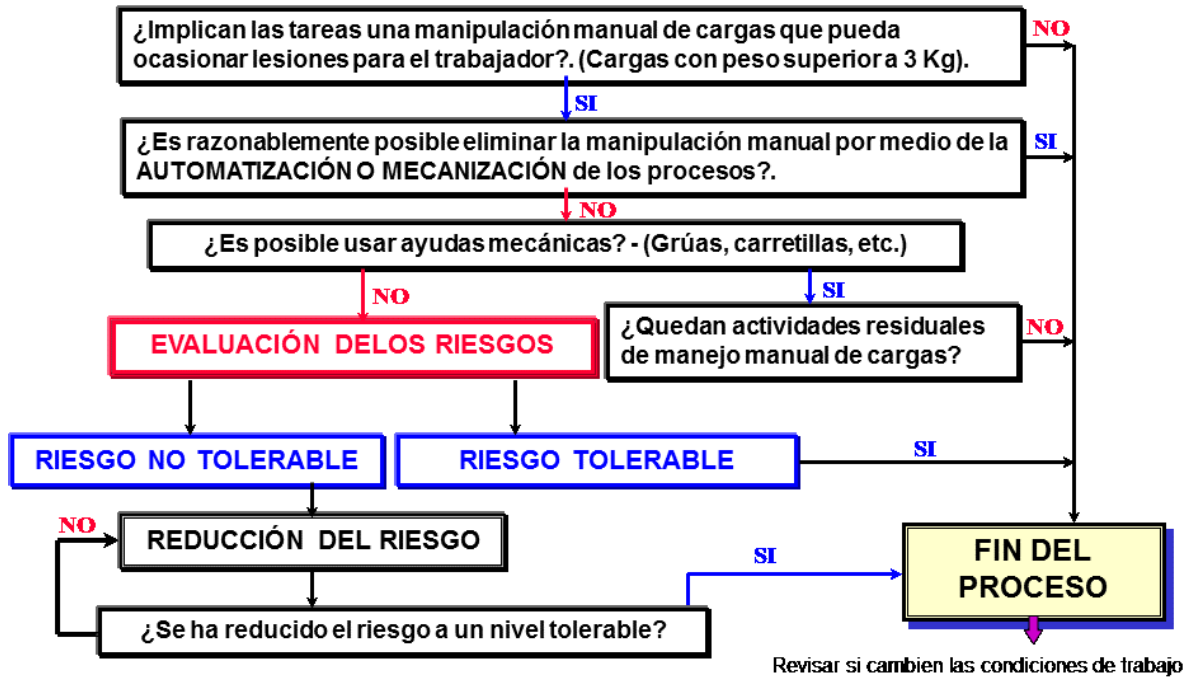 ¿Implican las tareas una manipulación manual de cargas que pueda
ocasionar lesiones para el trabajador?. (Cargas con peso superior a 3 Kg).
NO
SI
¿Es razonablemente posible eliminar la manipulación manual por medio de la
AUTOMATIZACIÓN O MECANIZACIÓN de los procesos?.
SI
NO
¿Es posible usar ayudas mecánicas? - (Grúas, carretillas, etc.)
NO
SI
EVALUACIÓN DELOS RIESGOS
¿Quedan actividades residuales
de manejo manual de cargas?
NO
RIESGO NO TOLERABLE
RIESGO TOLERABLE
SI
NO
REDUCCIÓN DEL RIESGO
SI
FIN DEL
PROCESO
¿Se ha reducido el riesgo a un nivel tolerable?
Revisar si cambien las condiciones de trabajo